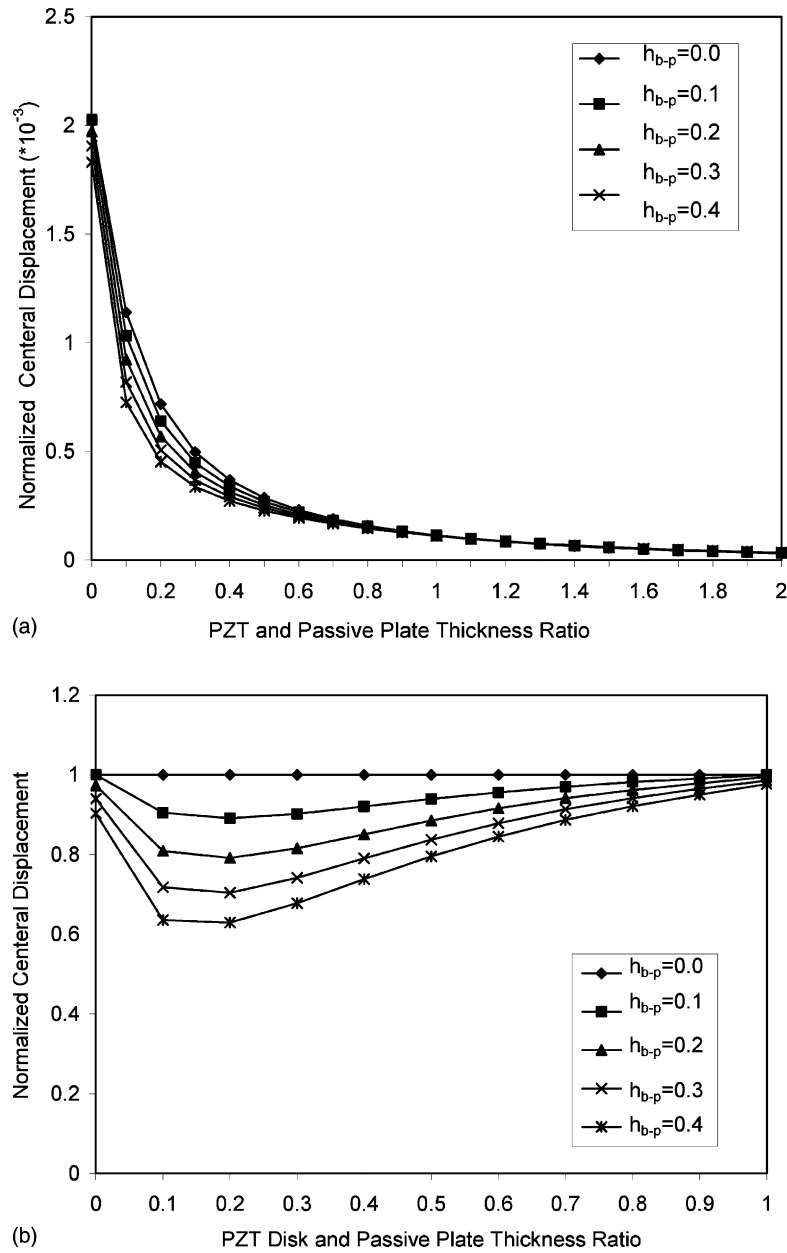 2.5
2
1.5
1
0.5
0
Normalized Centeral Displacement (*10⁻³)
h_b-p=0.0
h_b-p=0.1
h_b-p=0.2
h_b-p=0.3
h_b-p=0.4
0 0.2 0.4 0.6 0.8 1 1.2 1.4 1.6 1.8 2
(a)
PZT and Passive Plate Thickness Ratio
1.2
1
0.8
0.6
0.4
0.2
0
Normalized Centeral Displacement
h_b-p=0.0
h_b-p=0.1
h_b-p=0.2
h_b-p=0.3
h_b-p=0.4
0 0.1 0.2 0.3 0.4 0.5 0.6 0.7 0.8 0.9 1
(b)
PZT Disk and Passive Plate Thickness Ratio